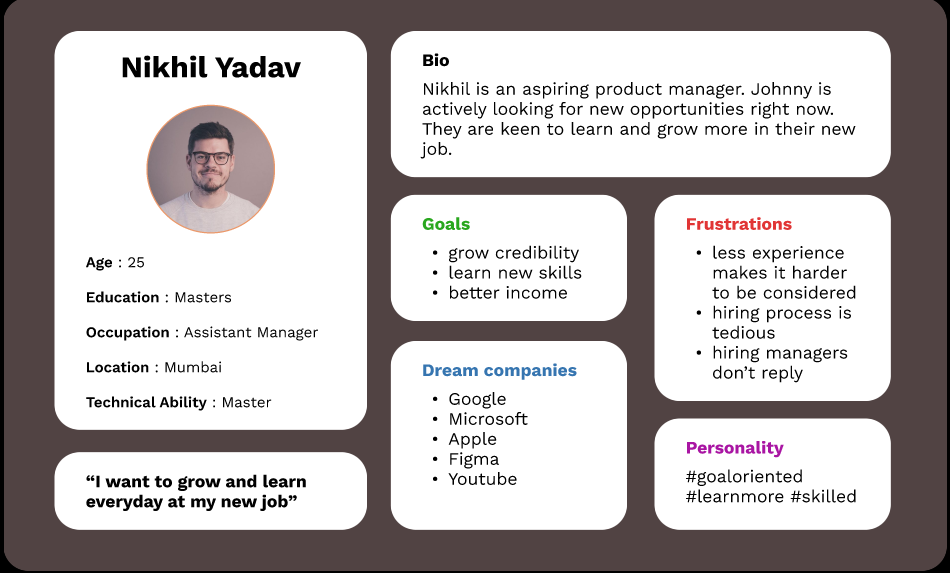 Nikhil Yadav
Age : 25
Education : Masters
Occupation : Assistant Manager
Location : Mumbai
Technical Ability : Master
“I want to grow and learn
everyday at my new job”
Bio
Nikhil is an aspiring product manager. Johnny is
actively looking for new opportunities right now.
They are keen to learn and grow more in their new
job.
Goals
• grow credibility
• learn new skills
• better income
Dream companies
• Google
• Microsoft
• Apple
• Figma
• Youtube
Frustrations
• less experience
makes it harder
to be considered
• hiring process is
tedious
• hiring managers
don’t reply
Personality
#goaloriented
#learnmore #skilled